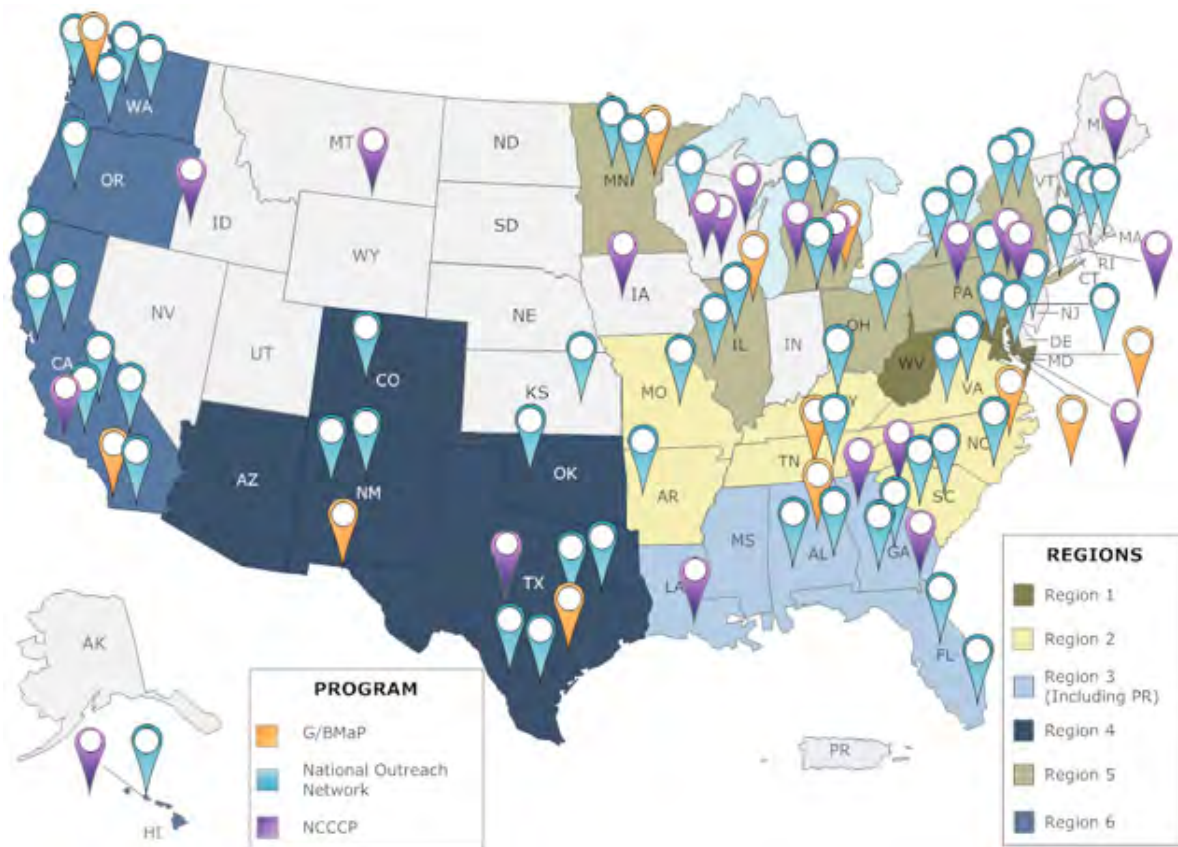 WA
MT
ND
MN
ME
VT
OR
ID
SD
WY
MA
RI
CT
IA
NE
PA
NJ
NV
OH
DE
UT
IL
IN
MD
CA
CO
WV
KS
MO
VA
NC
TN
OK
AZ
NM
AR
SC
MS
AL
GA
TX
LA
FL
AK
HI
PR
PROGRAM
G/BMaP
National Outreach
Network
NCCCP
REGIONS
Region 1
Region 2
Region 3
(Including PR)
Region 4
Region 5
Region 6